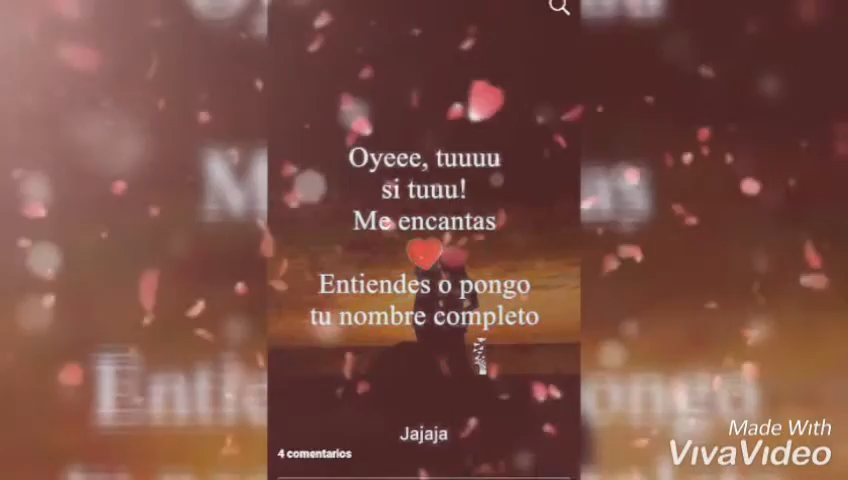 Oyeee, tuuuu
si tuuu!
Me encantas
❤️
Entiendes o pongo
tu nombre completo
Jajaja
4 comentarios
Made With
VivaVideo